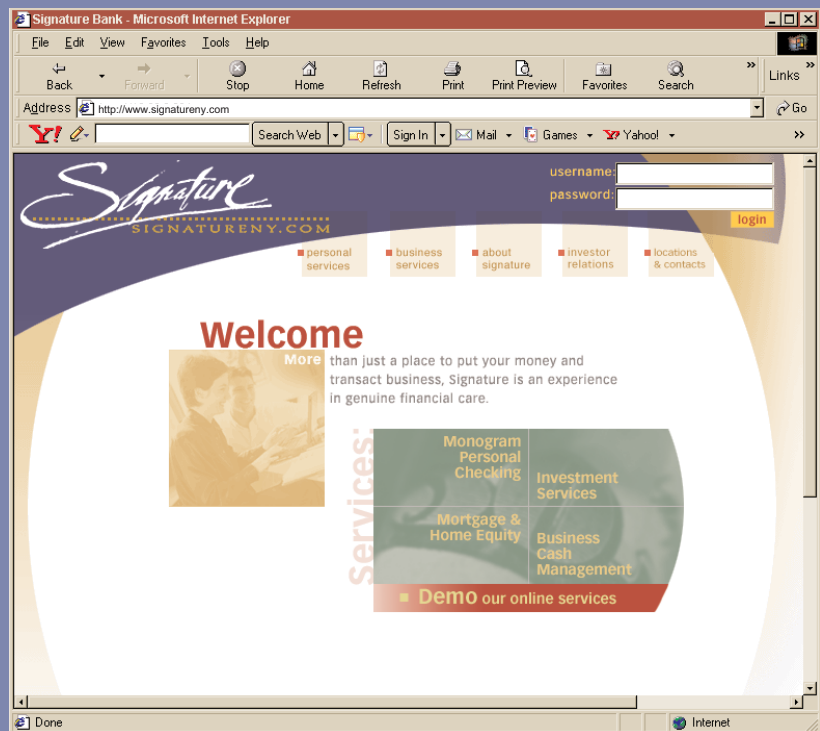 Signature Bank - Microsoft Internet Explorer
File Edit View Favorites Tools Help
Back Forward Stop Home Refresh Print Print Preview Favorites Search » Links »
Address http://www.signatureny.com Go
Y! Search Web Sign In Mail Games Yahoo! »
Signature
SIGNATURENY.COM
username:
password:
login
personal services
business services
about signature
investor relations
locations & contacts
Welcome
More than just a place to put your money and
transact business, Signature is an experience
in genuine financial care.
Services:
Monogram
Personal
Checking
Investment
Services
Mortgage &
Home Equity
Business
Cash
Management
Demo our online services
Done Internet